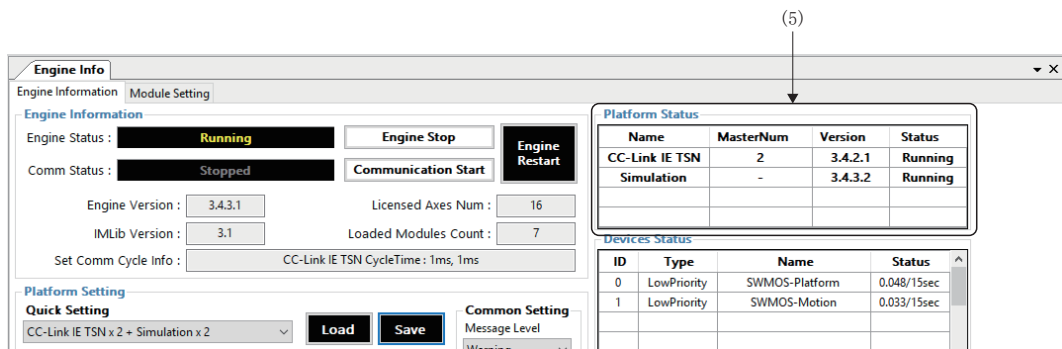 (5)
Engine Info
Engine Information Module Setting
Engine Information
Engine Status : Running Engine Stop Engine Restart
Comm Status : Stopped Communication Start
Engine Version : 3.4.3.1 Licensed Axes Num : 16
IMLib Version : 3.1 Loaded Modules Count : 7
Set Comm Cycle Info : CC-Link IE TSN CycleTime : 1ms, 1ms
Platform Setting
Quick Setting
CC-Link IE TSN x 2 + Simulation x 2 Load Save
Common Setting
Message Level
Warning
Platform Status
Name MasterNum Version Status
CC-Link IE TSN 2 3.4.2.1 Running
Simulation - 3.4.3.2 Running
Devices Status
ID Type Name Status
0 LowPriority SWMOS-Platform 0.048/15sec
1 LowPriority SWMOS-Motion 0.033/15sec